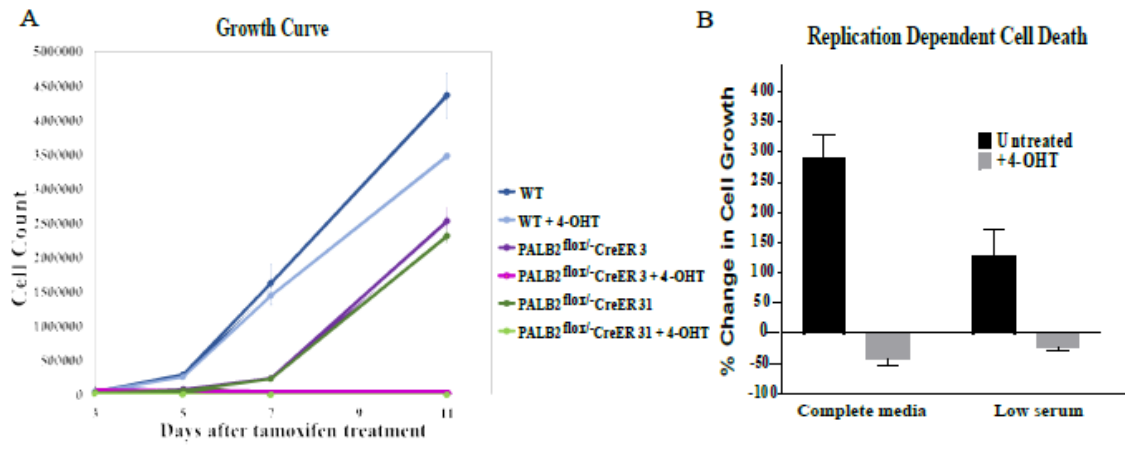 A
Growth Curve
5000000
4500000
4000000
3500000
3000000
2500000
2000000
1500000
1000000
500000
0
Cell Count
3
5
7
9
11
Days after tamoxifen treatment
WT
WT + 4-OHT
PALB2flox/-CreER 3
PALB2flox/-CreER 3 + 4-OHT
PALB2flox/-CreER 31
PALB2flox/-CreER 31 + 4-OHT
B
Replication Dependent Cell Death
% Change in Cell Growth
400
350
300
250
200
150
100
50
0
-50
-100
Untreated
+4-OHT
Complete media
Low serum